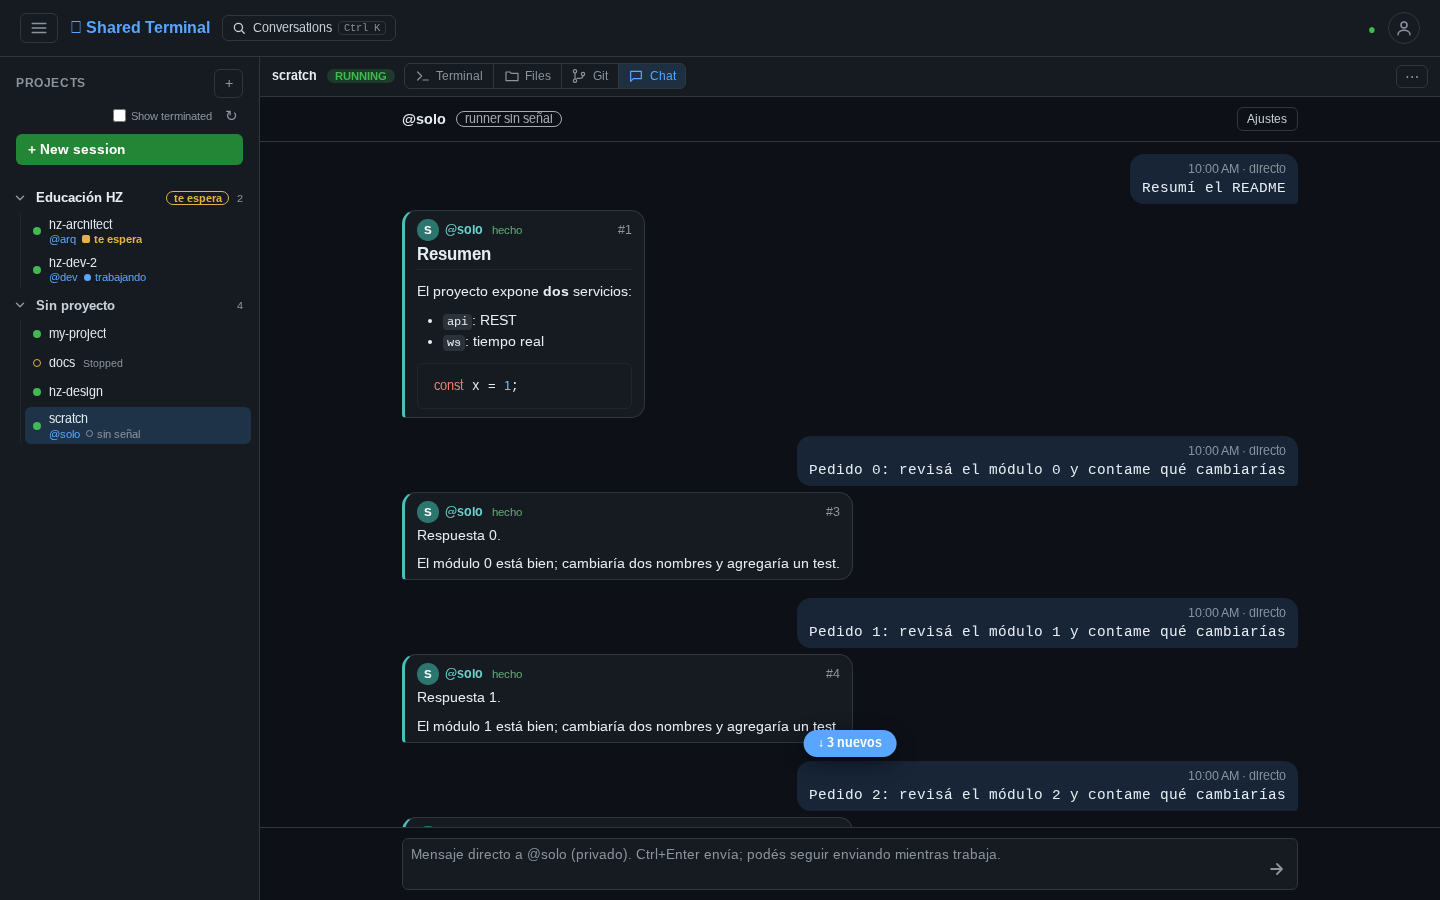 Shared Terminal
Conversations Ctrl K
PROJECTS
+
Show terminated ↻
+ New session
Educación HZ te espera 2
hz-architect
@arq te espera
hz-dev-2
@dev trabajando
Sin proyecto 4
my-project
docs Stopped
hz-design
scratch
@solo sin señal
scratch RUNNING Terminal Files Git Chat ...
@solo runner sin señal Ajustes
10:00 AM · directo
Resumí el README
S @solo hecho #1
Resumen
El proyecto expone dos servicios:
• api: REST
• ws: tiempo real
const x = 1;
10:00 AM · directo
Pedido 0: revisá el módulo 0 y contame qué cambiarías
S @solo hecho #3
Respuesta 0.
El módulo 0 está bien; cambiaría dos nombres y agregaría un test.
10:00 AM · directo
Pedido 1: revisá el módulo 1 y contame qué cambiarías
S @solo hecho #4
Respuesta 1.
El módulo 1 está bien; cambiaría dos nombres y agregaría un test.
↓ 3 nuevos
10:00 AM · directo
Pedido 2: revisá el módulo 2 y contame qué cambiarías
Mensaje directo a @solo (privado). Ctrl+Enter envía; podés seguir enviando mientras trabaja.